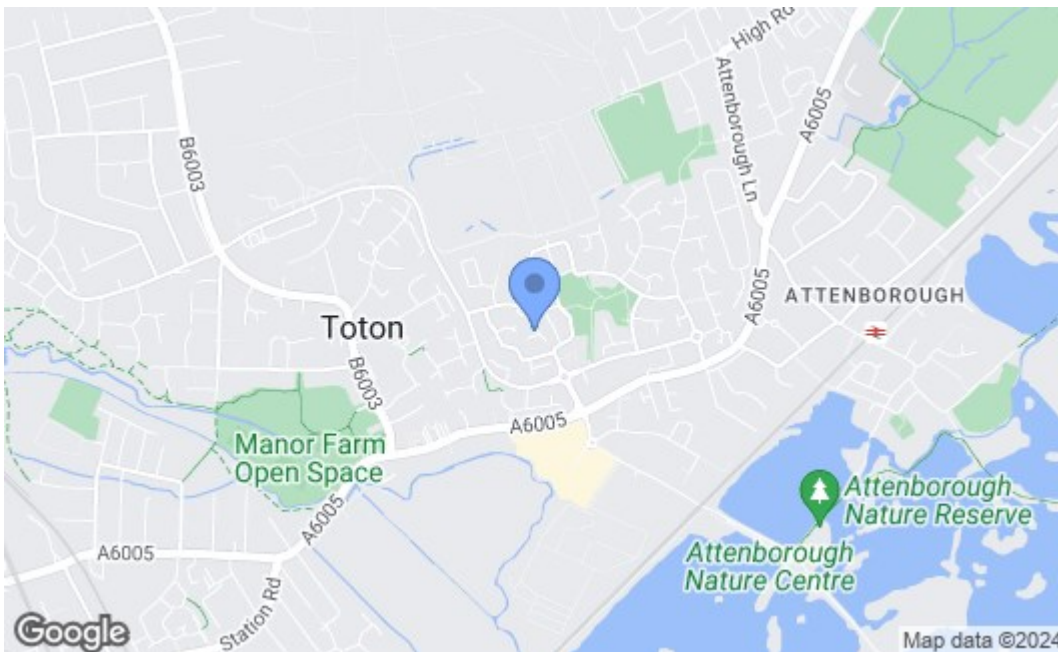 High Rd
Attenborough Ln
A6005
B6003
A6005
ATTENBOROUGH
Toton
B6003
A6005
Manor Farm
Open Space
Attenborough
Nature Reserve
A6005
A6005
Attenborough
Nature Centre
Station Rd
Google
Map data ©2024